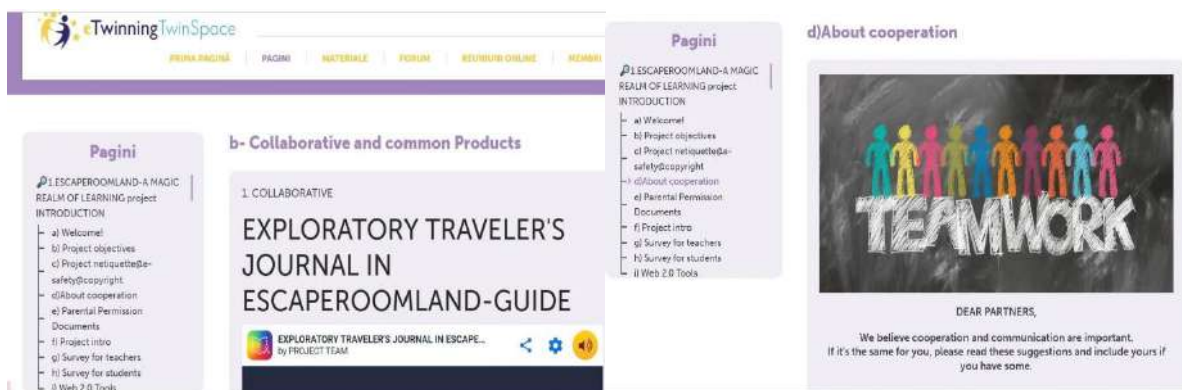 eTwinningTwinSpace
PRIMA PAGINĂ
PAGINI
MATERIALE
FORUM
REUNIUNI ONLINE
MEMBRI
Pagini
1.ESCAPEROOMLAND-A MAGIC
REALM OF LEARNING project
INTRODUCTION
a) Welcome!
b) Project objectives
c) Project netiquette@e-
safety@copyright
d)About cooperation
e) Parental Permission
Documents
f) Project intro
g) Survey for teachers
h) Survey for students
i) Web 2.0 Tools
b- Collaborative and common Products
1. COLLABORATIVE
EXPLORATORY TRAVELER'S
JOURNAL IN
ESCAPEROOMLAND-GUIDE
EXPLORATORY TRAVELER'S JOURNAL IN ESCAPE...
by PROJECT TEAM
Pagini
1.ESCAPEROOMLAND-A MAGIC
REALM OF LEARNING project
INTRODUCTION
a) Welcome!
b) Project objectives
c) Project netiquette@e-
safety@copyright
d)About cooperation
e) Parental Permission
Documents
f) Project intro
g) Survey for teachers
h) Survey for students
i) Web 2.0 Tools
d)About cooperation
TEAMWORK
DEAR PARTNERS,
We believe cooperation and communication are important.
If it's the same for you, please read these suggestions and include yours if
you have some.